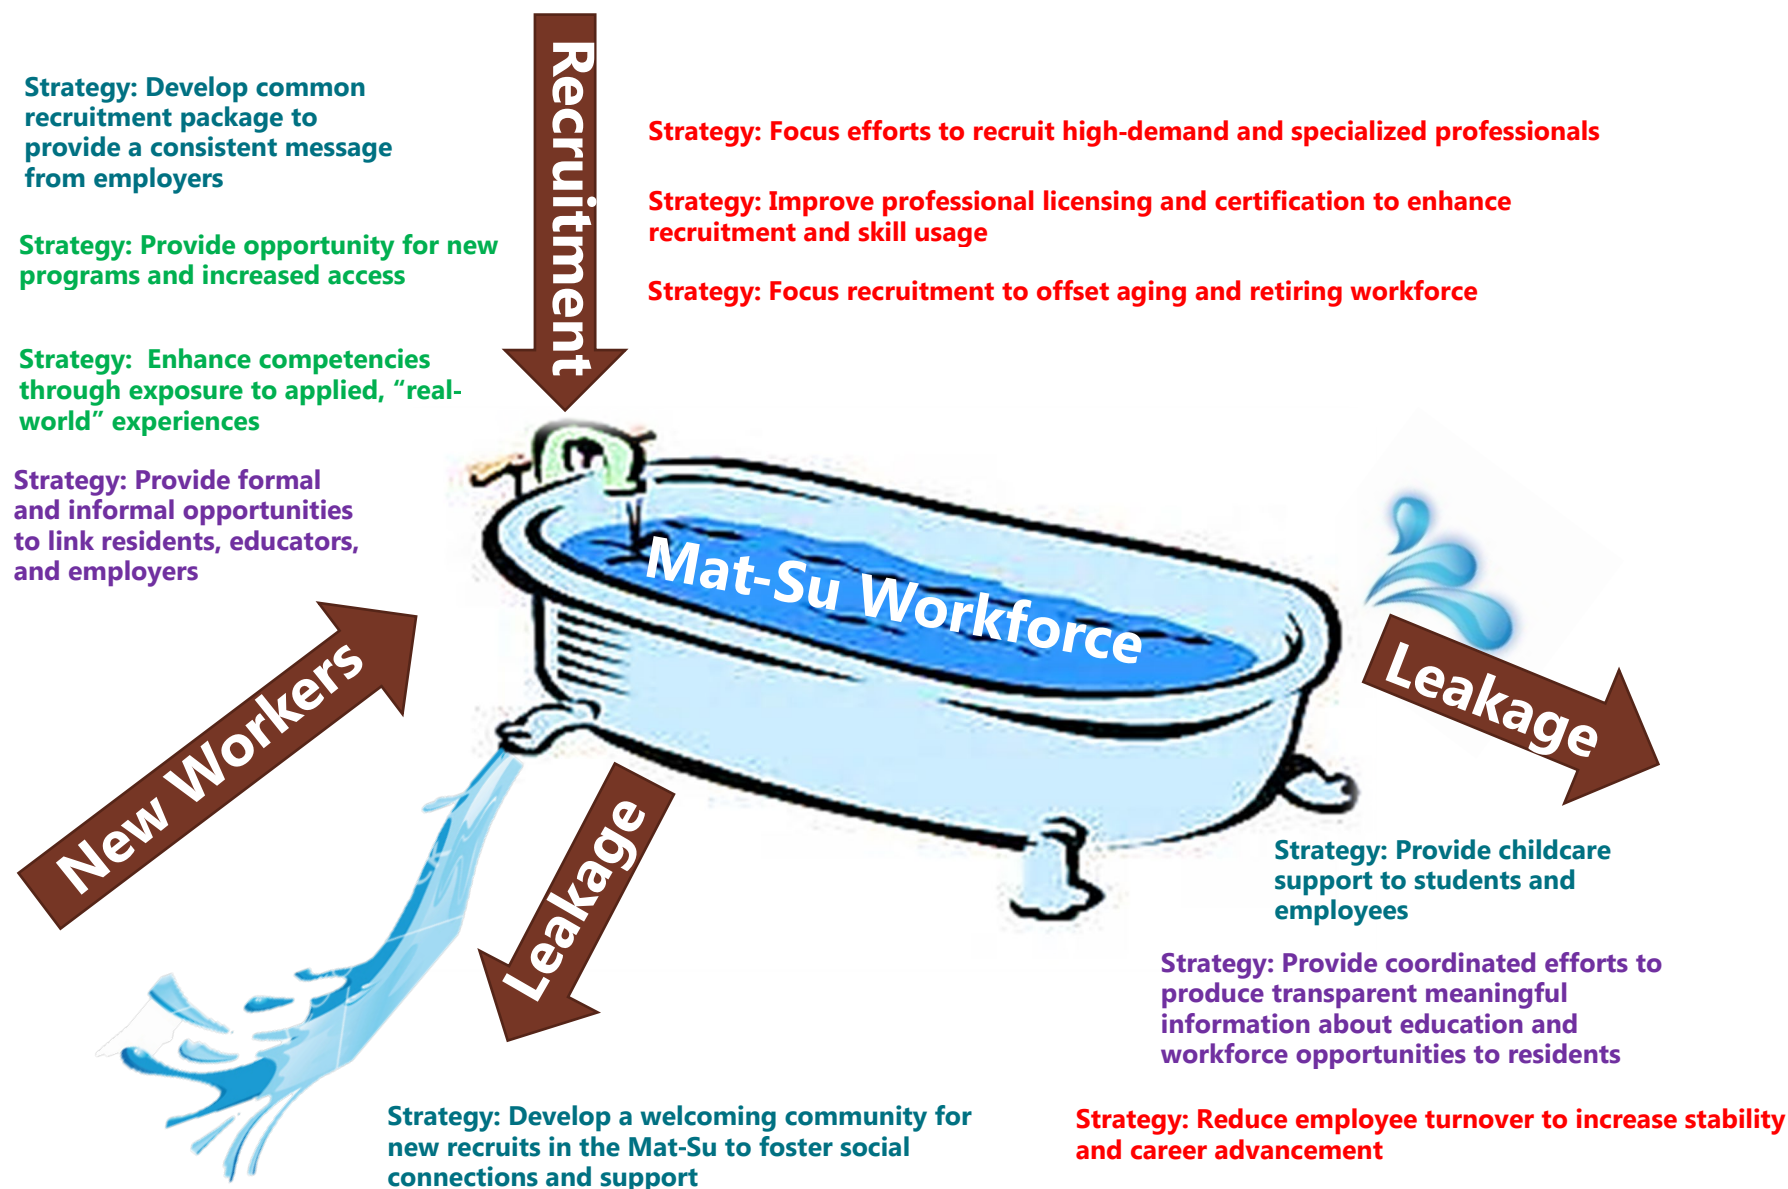 Recruitment
Strategy: Develop common
recruitment package to
provide a consistent message
from employers
Strategy: Provide opportunity for new
programs and increased access
Strategy:  Enhance competencies
through exposure to applied, “real-
world” experiences
Strategy: Provide formal
and informal opportunities
to link residents, educators,
and employers
Strategy: Focus efforts to recruit high-demand and specialized professionals
Strategy: Improve professional licensing and certification to enhance
recruitment and skill usage
Strategy: Focus recruitment to offset aging and retiring workforce
Mat-Su Workforce
New Workers
Leakage
Leakage
Strategy: Provide childcare
support to students and
employees
Strategy: Provide coordinated efforts to
produce transparent meaningful
information about education and
workforce opportunities to residents
Strategy: Develop a welcoming community for
new recruits in the Mat-Su to foster social
connections and support
Strategy: Reduce employee turnover to increase stability
and career advancement